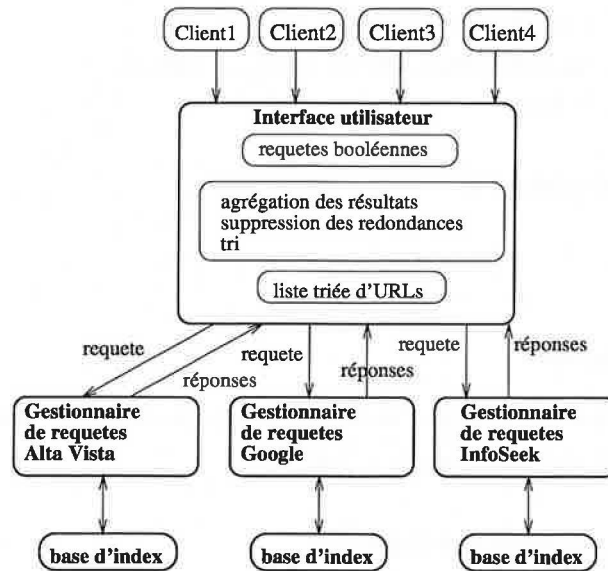 Client1 Client2 Client3 Client4
Interface utilisateur
requetes booléennes
agrégation des résultats
suppression des redondances
tri
liste triée d'URLs
requete
réponses
requete
réponses
requete
réponses
Gestionnaire
de requetes
Alta Vista
Gestionnaire
de requetes
Google
Gestionnaire
de requetes
InfoSeek
base d'index
base d'index
base d'index